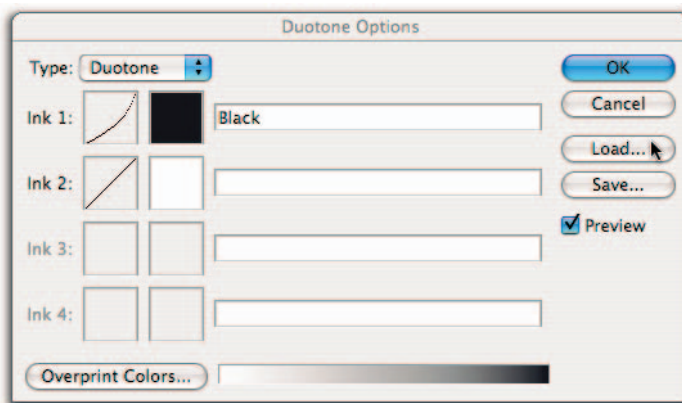 Duotone Options
Type: Duotone
OK
Ink 1: Black
Cancel
Load...
Ink 2:
Save...
Preview
Ink 3:
Ink 4:
Overprint Colors...